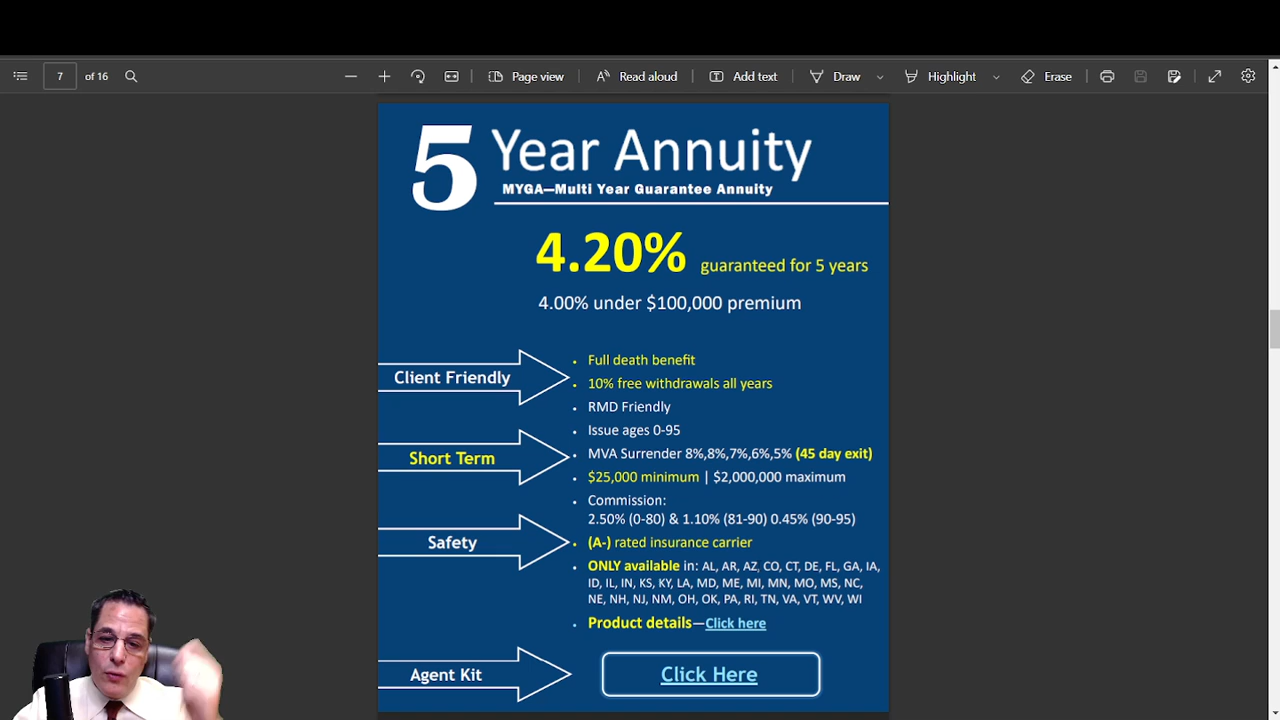 7 of 16
Page view
Read aloud
Add text
Draw
Highlight
Erase
5 Year Annuity
MYGA—Multi Year Guarantee Annuity
4.20% guaranteed for 5 years
4.00% under $100,000 premium
Client Friendly
• Full death benefit
• 10% free withdrawals all years
• RMD Friendly
• Issue ages 0-95
Short Term
• MVA Surrender 8%,8%,7%,6%,5% (45 day exit)
• $25,000 minimum | $2,000,000 maximum
• Commission:
2.50% (0-80) & 1.10% (81-90) 0.45% (90-95)
Safety
• (A-) rated insurance carrier
• ONLY available in: AL, AR, AZ, CO, CT, DE, FL, GA, IA,
ID, IL, IN, KS, KY, LA, MD, ME, MI, MN, MO, MS, NC,
NE, NH, NJ, NM, OH, OK, PA, RI, TN, VA, VT, WV, WI
• Product details—Click here
Agent Kit
Click Here